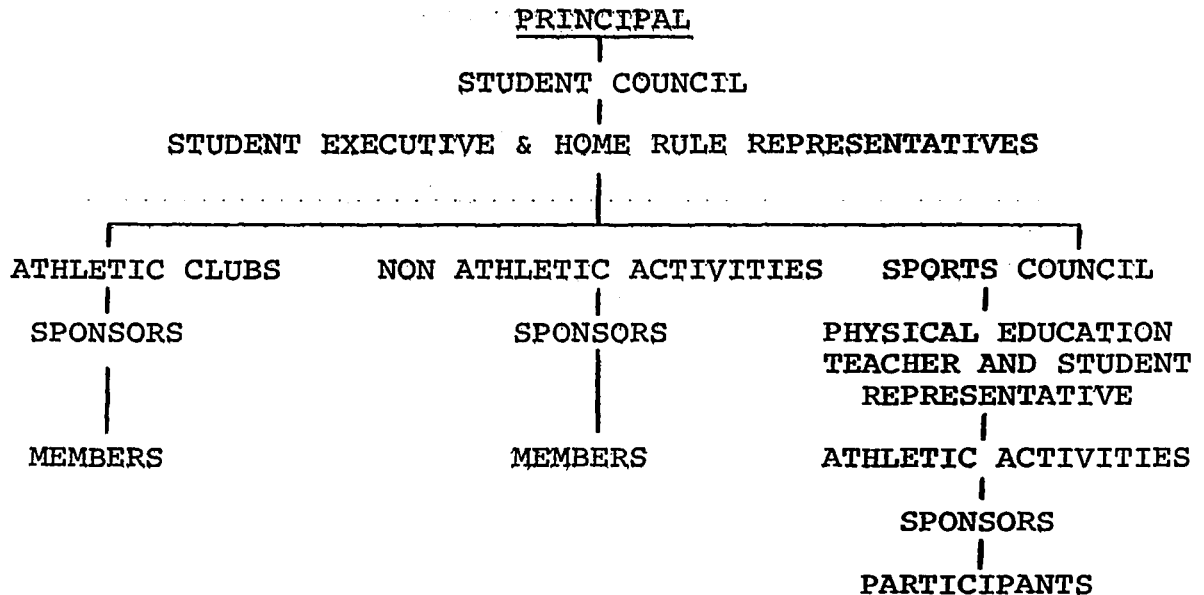 PRINCIPAL
STUDENT COUNCIL
STUDENT EXECUTIVE & HOME RULE REPRESENTATIVES
ATHLETIC CLUBS
SPONSORS
MEMBERS
NON ATHLETIC ACTIVITIES
SPONSORS
MEMBERS
SPORTS COUNCIL
PHYSICAL EDUCATION
TEACHER AND STUDENT
REPRESENTATIVE
ATHLETIC ACTIVITIES
SPONSORS
PARTICIPANTS